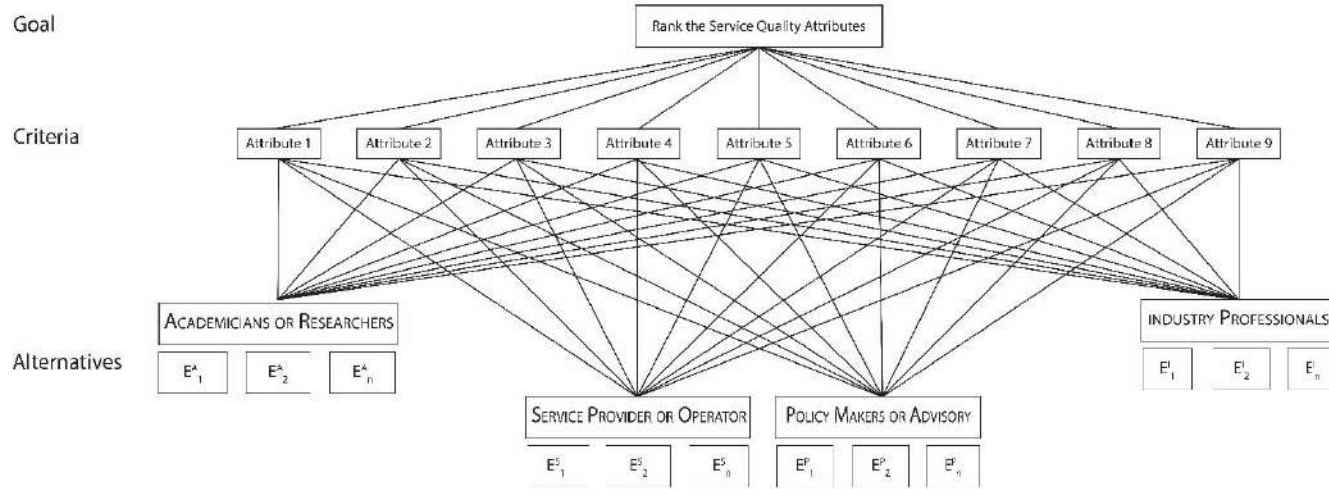 Goal
Rank the Service Quality Attributes
Criteria
Attribute 1 Attribute 2 Attribute 3 Attribute 4 Attribute 5 Attribute 6 Attribute 7 Attribute 8 Attribute 9
ACADEMICIANS OR RESEARCHERS
INDUSTRY PROFESSIONALS
Alternatives
E^A_1 E^A_2 E^A_n
E^I_1 E^I_2 E^I_n
SERVICE PROVIDER OR OPERATOR
POLICY MAKERS OR ADVISORY
E^S_1 E^S_2 E^S_n
E^P_1 E^P_2 E^P_n